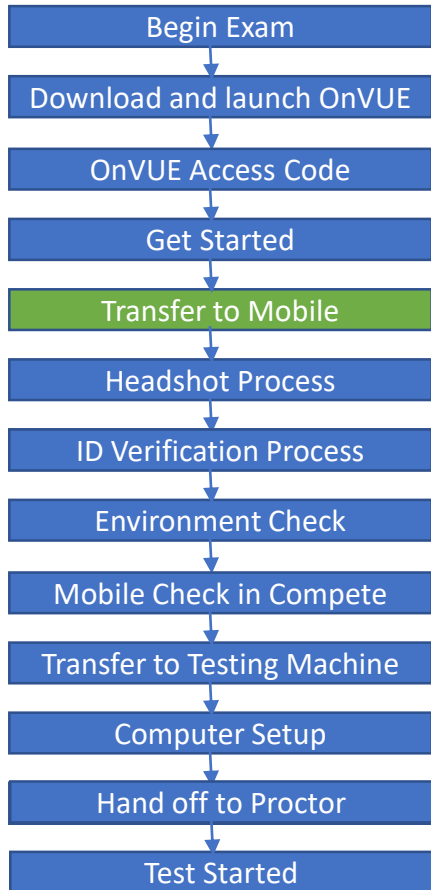 Begin Exam
Download and launch OnVUE
OnVUE Access Code
Get Started
Transfer to Mobile
Headshot Process
ID Verification Process
Environment Check
Mobile Check in Compete
Transfer to Testing Machine
Computer Setup
Hand off to Proctor
Test Started